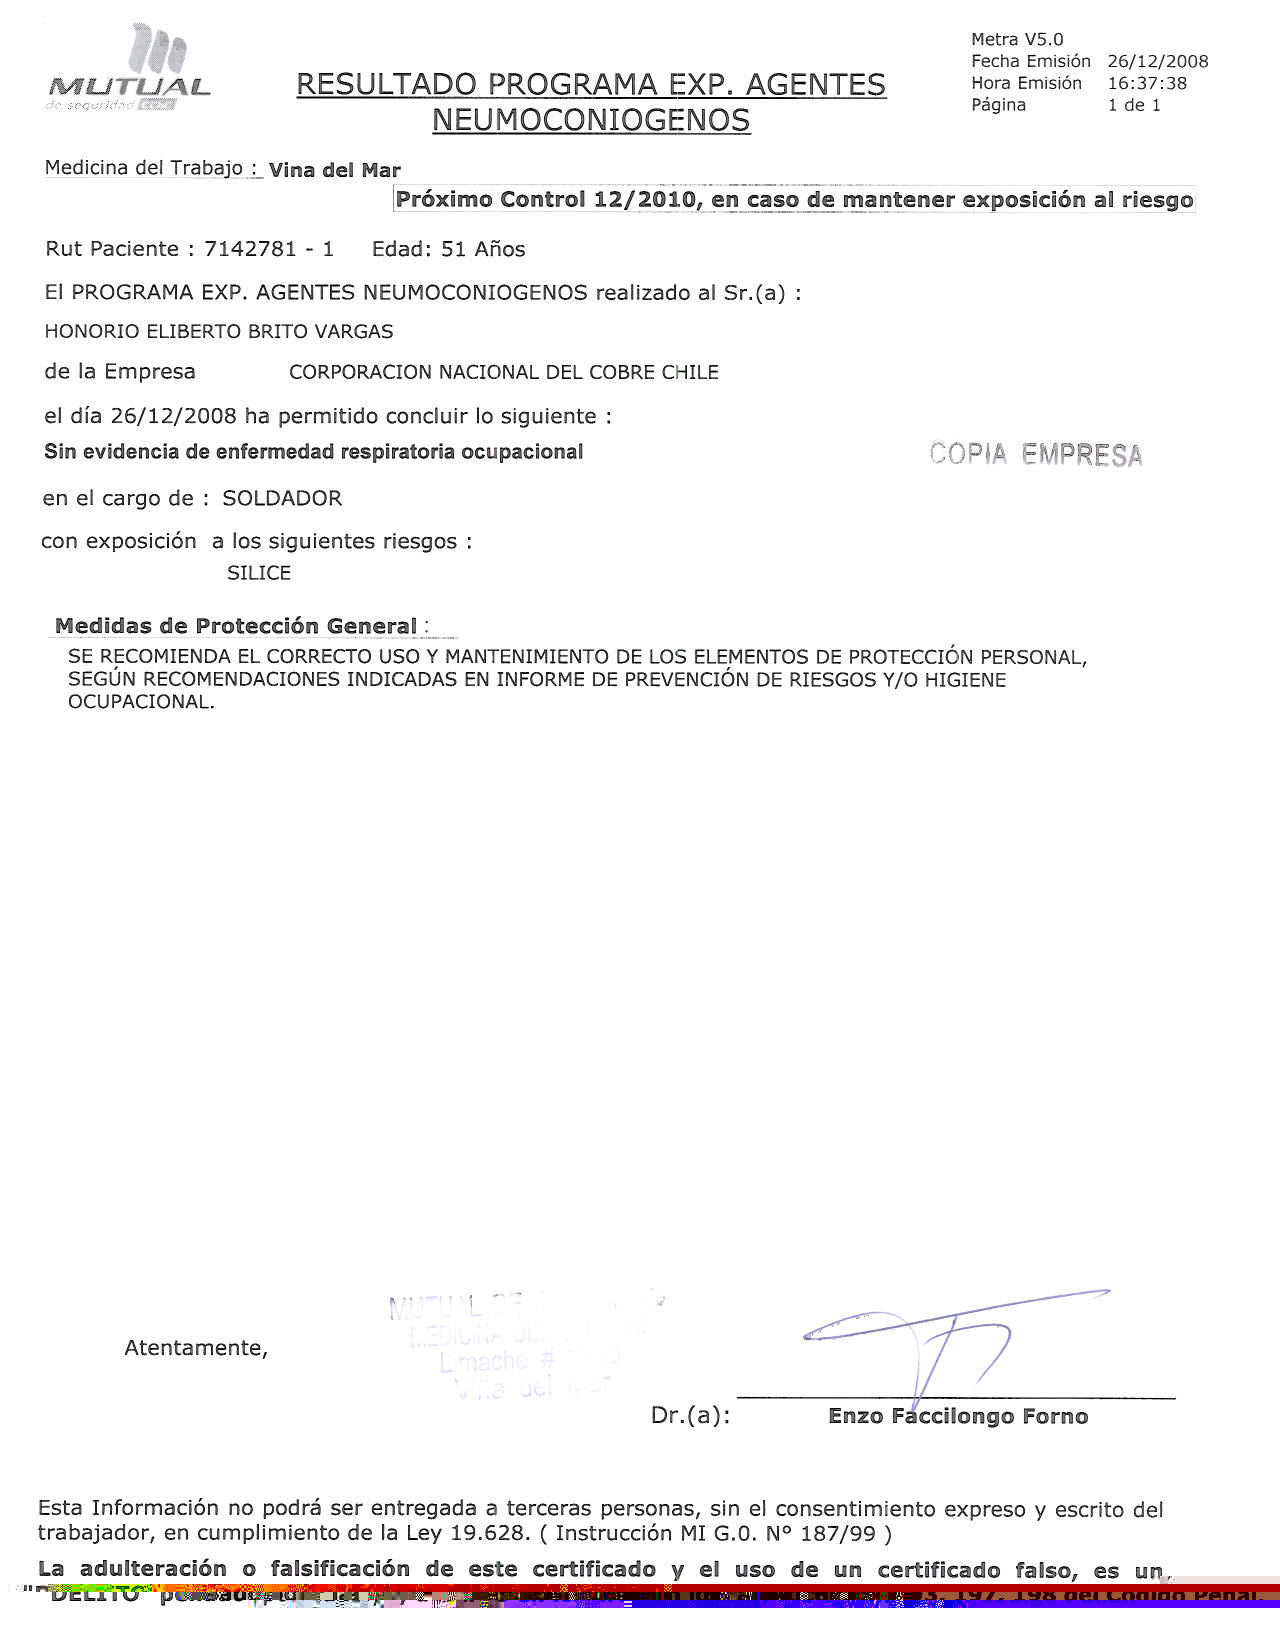 MUTUAL
de seguridad CChC
RESULTADO PROGRAMA EXP. AGENTES
NEUMOCONIOGENOS
Metra V5.0
Fecha Emisión 26/12/2008
Hora Emisión 16:37:38
Página 1 de 1
Medicina del Trabajo : Vina del Mar
Próximo Control 12/2010, en caso de mantener exposición al riesgo
Rut Paciente : 7142781 - 1 Edad: 51 Años
El PROGRAMA EXP. AGENTES NEUMOCONIOGENOS realizado al Sr.(a) :
HONORIO ELIBERTO BRITO VARGAS
de la Empresa CORPORACION NACIONAL DEL COBRE CHILE
el día 26/12/2008 ha permitido concluir lo siguiente :
Sin evidencia de enfermedad respiratoria ocupacional
COPIA EMPRESA
en el cargo de : SOLDADOR
con exposición a los siguientes riesgos :
SILICE
Medidas de Protección General :
SE RECOMIENDA EL CORRECTO USO Y MANTENIMIENTO DE LOS ELEMENTOS DE PROTECCIÓN PERSONAL,
SEGÚN RECOMENDACIONES INDICADAS EN INFORME DE PREVENCIÓN DE RIESGOS Y/O HIGIENE
OCUPACIONAL.
MUTUAL DE
MEDICINA DEL
Limache #
Viña del Mar
Atentamente,
Dr.(a): Enzo Faccilongo Forno
Esta Información no podrá ser entregada a terceras personas, sin el consentimiento expreso y escrito del
trabajador, en cumplimiento de la Ley 19.628. ( Instrucción MI G.0. Nº 187/99 )
La adulteración o falsificación de este certificado y el uso de un certificado falso, es un
"DELITO" 197, 198 del Codigo Penal.